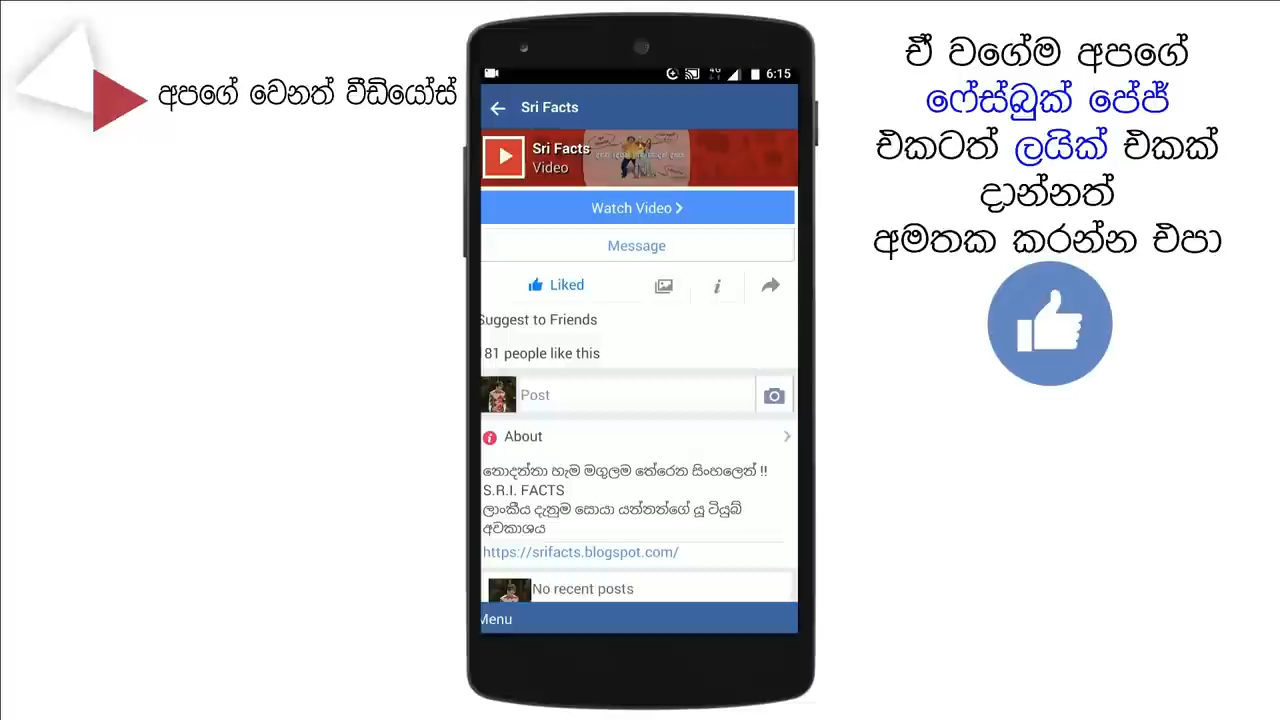 අපගේ වෙනත් වීඩියෝස්
6:15
Sri Facts
Sri Facts
Video
Watch Video
Message
Liked
Suggest to Friends
81 people like this
Post
About
නොදන්නා හැම මගුලම තේරෙන සිංහලෙන් !!
S.R.I. FACTS
ලාංකීය දැනුම සොයා යන්නන්ගේ යූ ටියුබ්
අවකාශය
https://srifacts.blogspot.com/
No recent posts
Menu
ඒ වගේම අපගේ
ෆේස්බුක් පේජ්
එකටත් ලයික් එකක්
දාන්නත්
අමතක කරන්න එපා